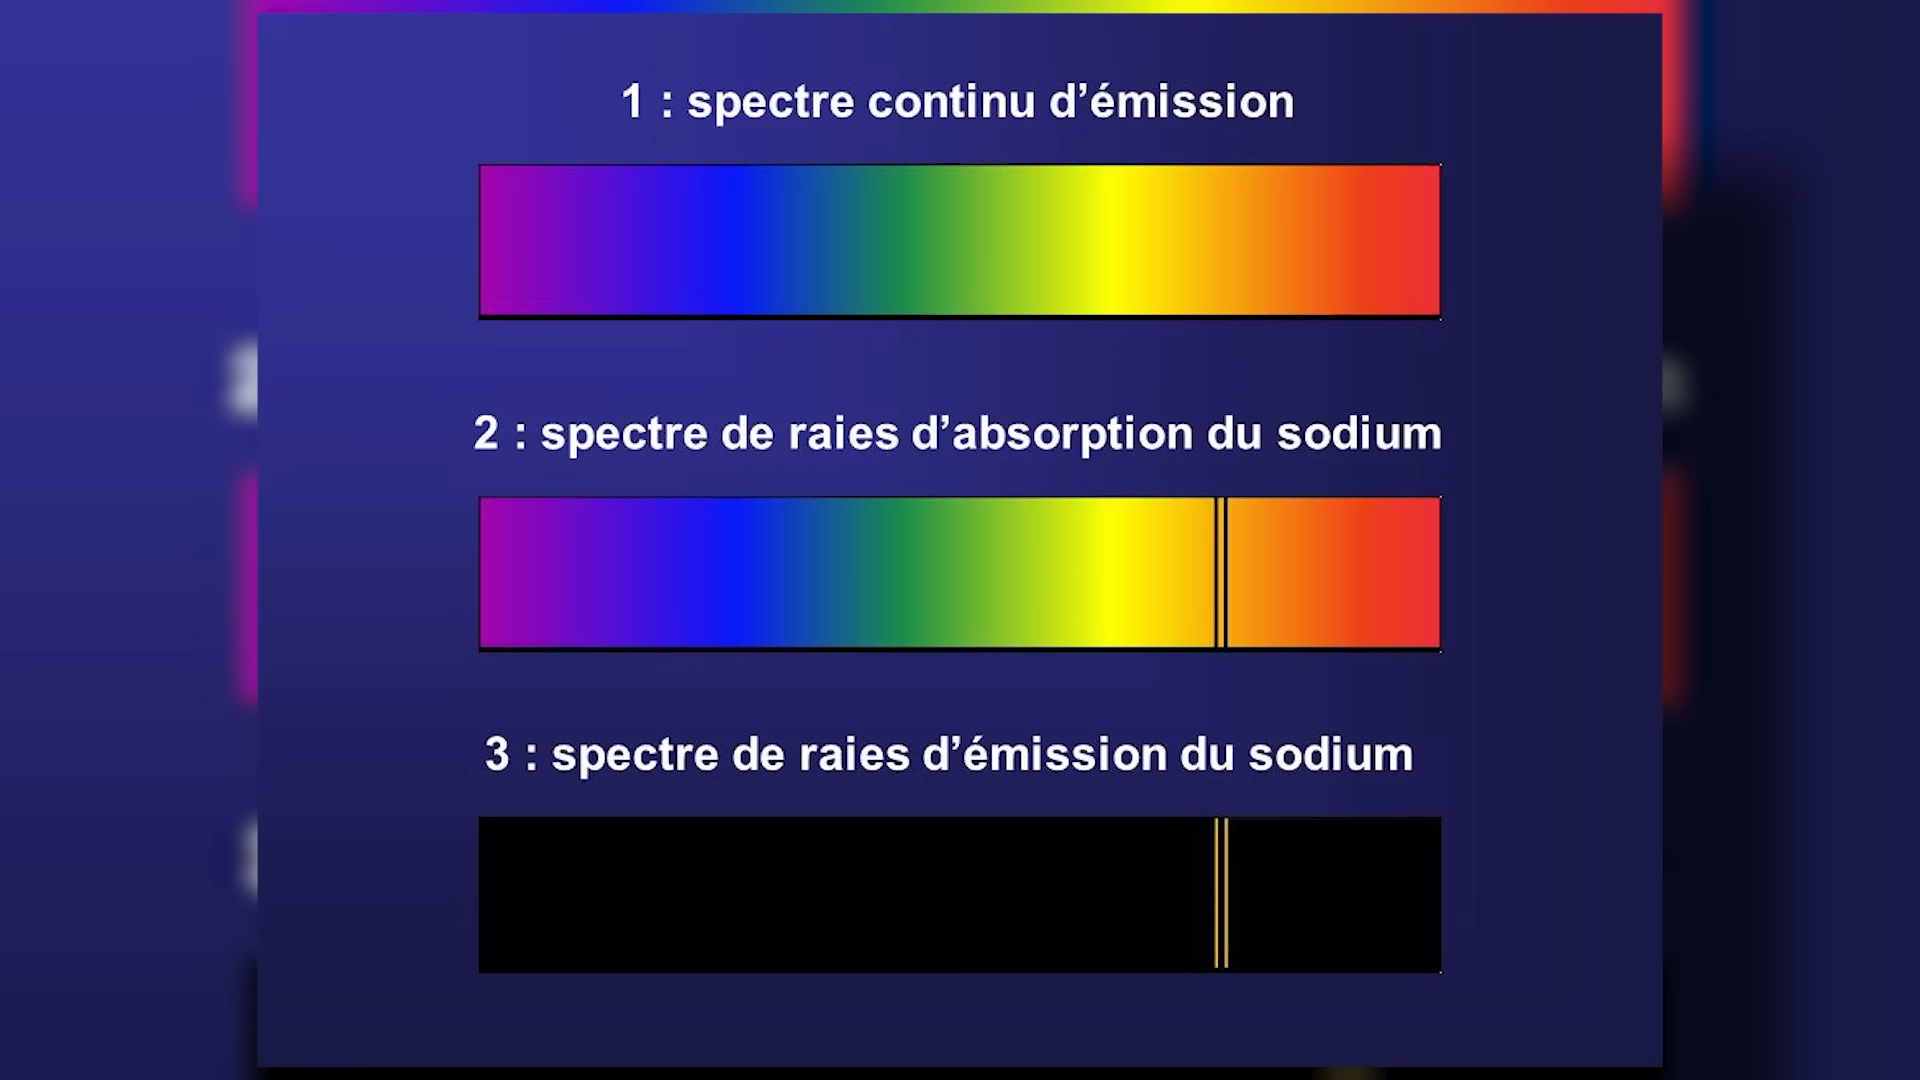 1 : spectre continu d’émission
2 : spectre de raies d’absorption du sodium
3 : spectre de raies d’émission du sodium